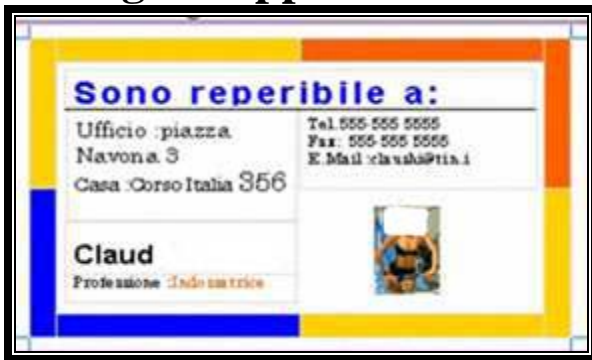 Sono reperibile a:
Ufficio :piazza
Navona 3
Casa :Corso Italia 356
Tel.555 555 5555
Fax: 555 555 5555
E.Mail
Claud
Professione :Indossatrice